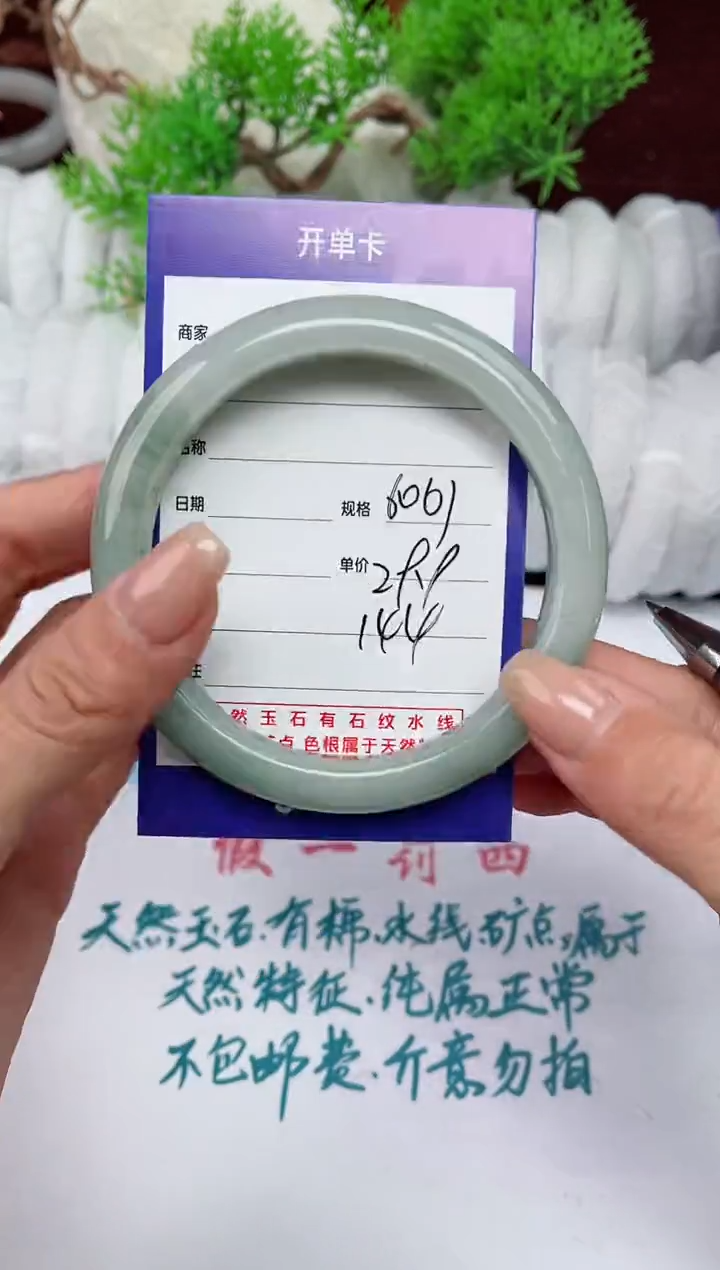 开单卡
商家
名称
日期
规格 6061
单价
144
然玉石有石纹水线
点 色根属于天然
假一罚四
天然玉石.有棉.水线.矿点,属于
天然特征.纯属正常
不包邮费.介意勿拍